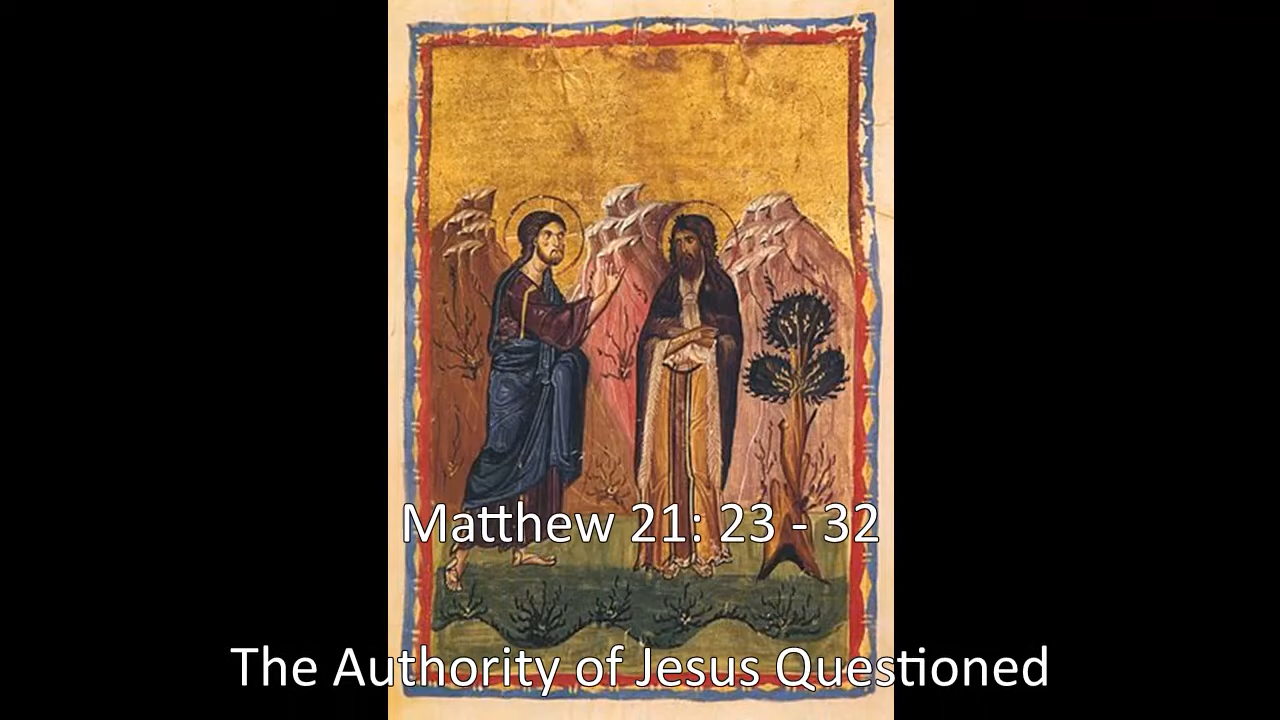 Matthew 21: 23 - 32
The Authority of Jesus Questioned